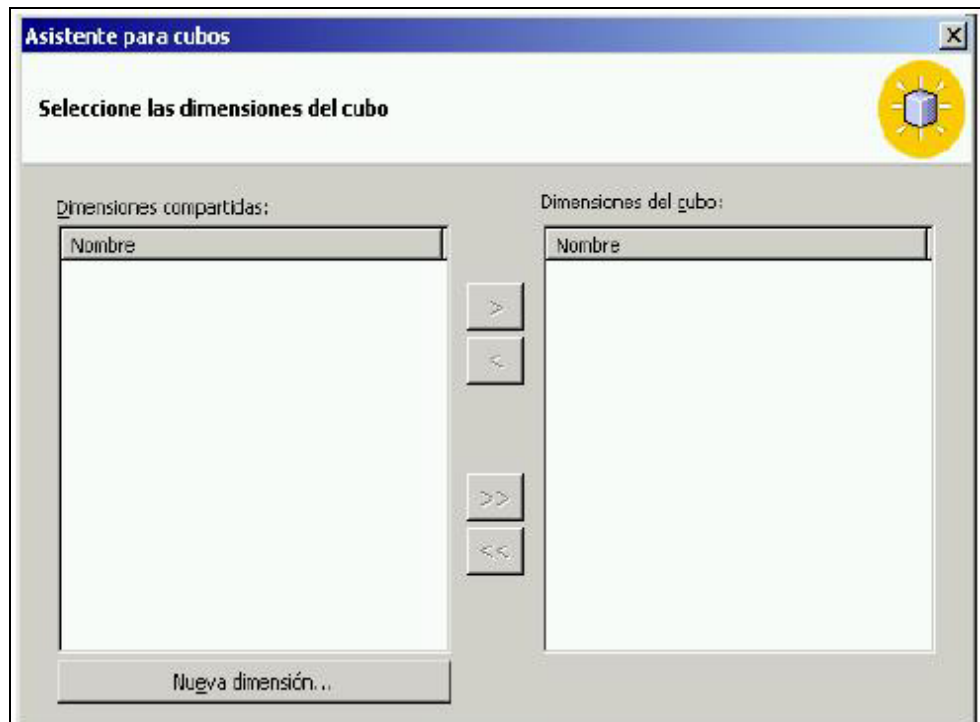 Asistente para cubos
Seleccione las dimensiones del cubo
Dimensiones compartidas:
Dimensiones del cubo:
Nombre
Nombre
>
<
>>
<<
Nueva dimensión...